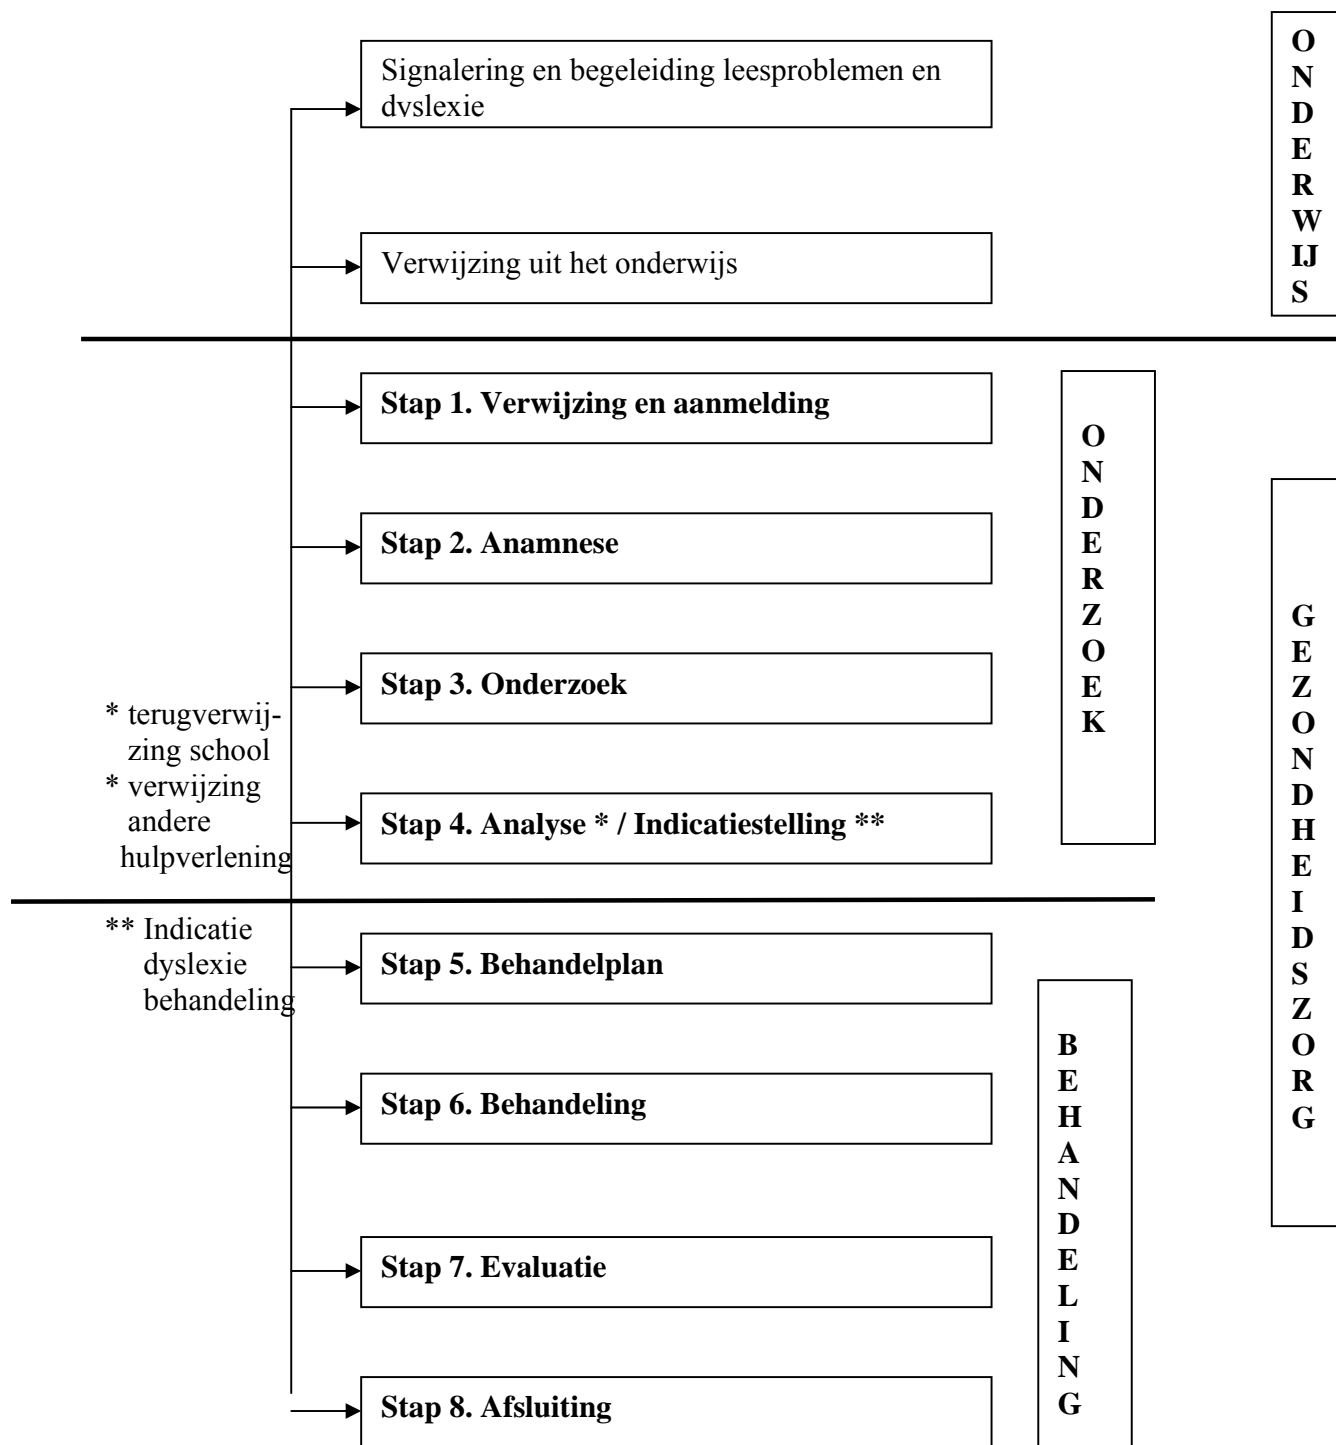 Signalering en begeleiding leesproblemen en
dyslexie
Verwijzing uit het onderwijs
O
N
D
E
R
W
IJ
S
Stap 1. Verwijzing en aanmelding
Stap 2. Anamnese
Stap 3. Onderzoek
* terugverwij-
zing school
* verwijzing
andere
hulpverlening
Stap 4. Analyse * / Indicatiestelling **
O
N
D
E
R
Z
O
E
K
** Indicatie
dyslexie
behandeling
Stap 5. Behandelplan
Stap 6. Behandeling
Stap 7. Evaluatie
Stap 8. Afsluiting
B
E
H
A
N
D
E
L
I
N
G
G
E
Z
O
N
D
H
E
I
D
S
Z
O
R
G